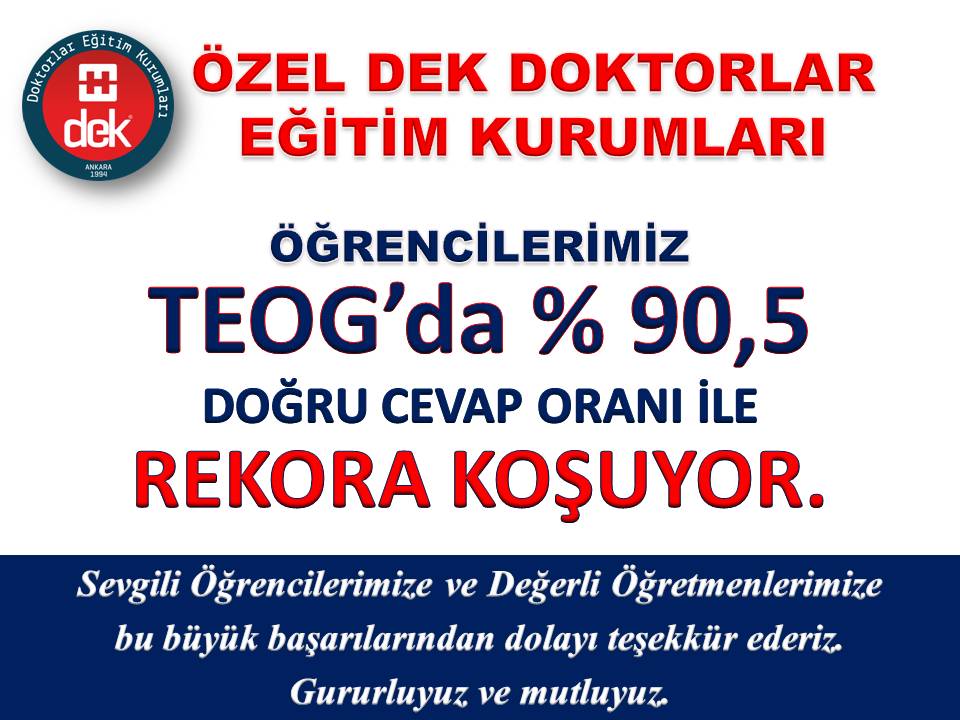 Doktorlar Eğitim Kurumları
dek
ANKARA
1994
ÖZEL DEK DOKTORLAR
EĞİTİM KURUMLARI
ÖĞRENCİLERİMİZ
TEOG’da % 90,5
DOĞRU CEVAP ORANI İLE
REKORA KOŞUYOR.
Sevgili Öğrencilerimize ve Değerli Öğretmenlerimize
bu büyük başarılarından dolayı teşekkür ederiz.
Gururluyuz ve mutluyuz.